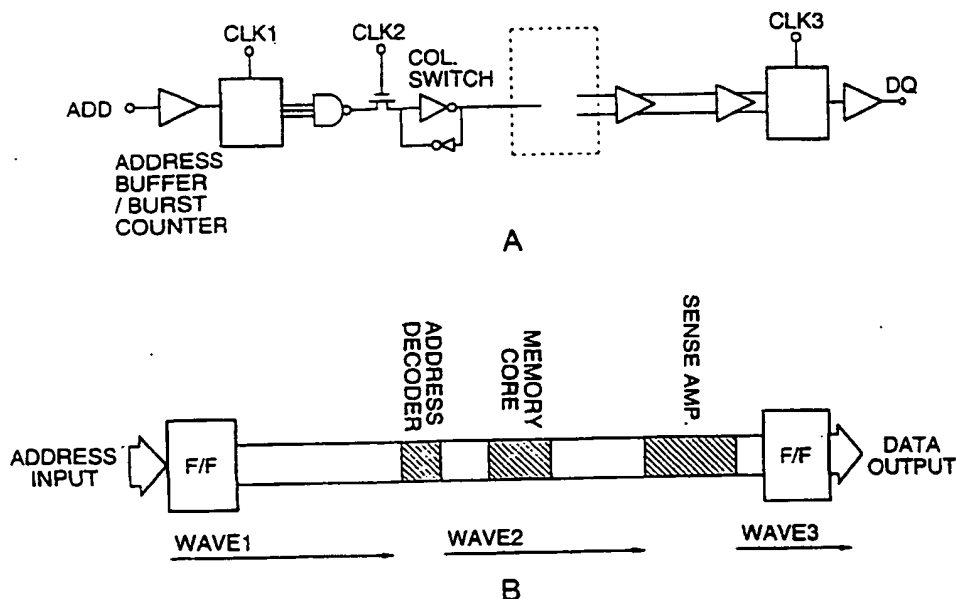 CLK1
CLK2
CLK3
COL.
SWITCH
ADD
DQ
ADDRESS
BUFFER
/ BURST
COUNTER
A
ADDRESS
DECODER
MEMORY
CORE
SENSE AMP.
ADDRESS
INPUT
F/F
F/F
DATA
OUTPUT
WAVE1
WAVE2
WAVE3
B